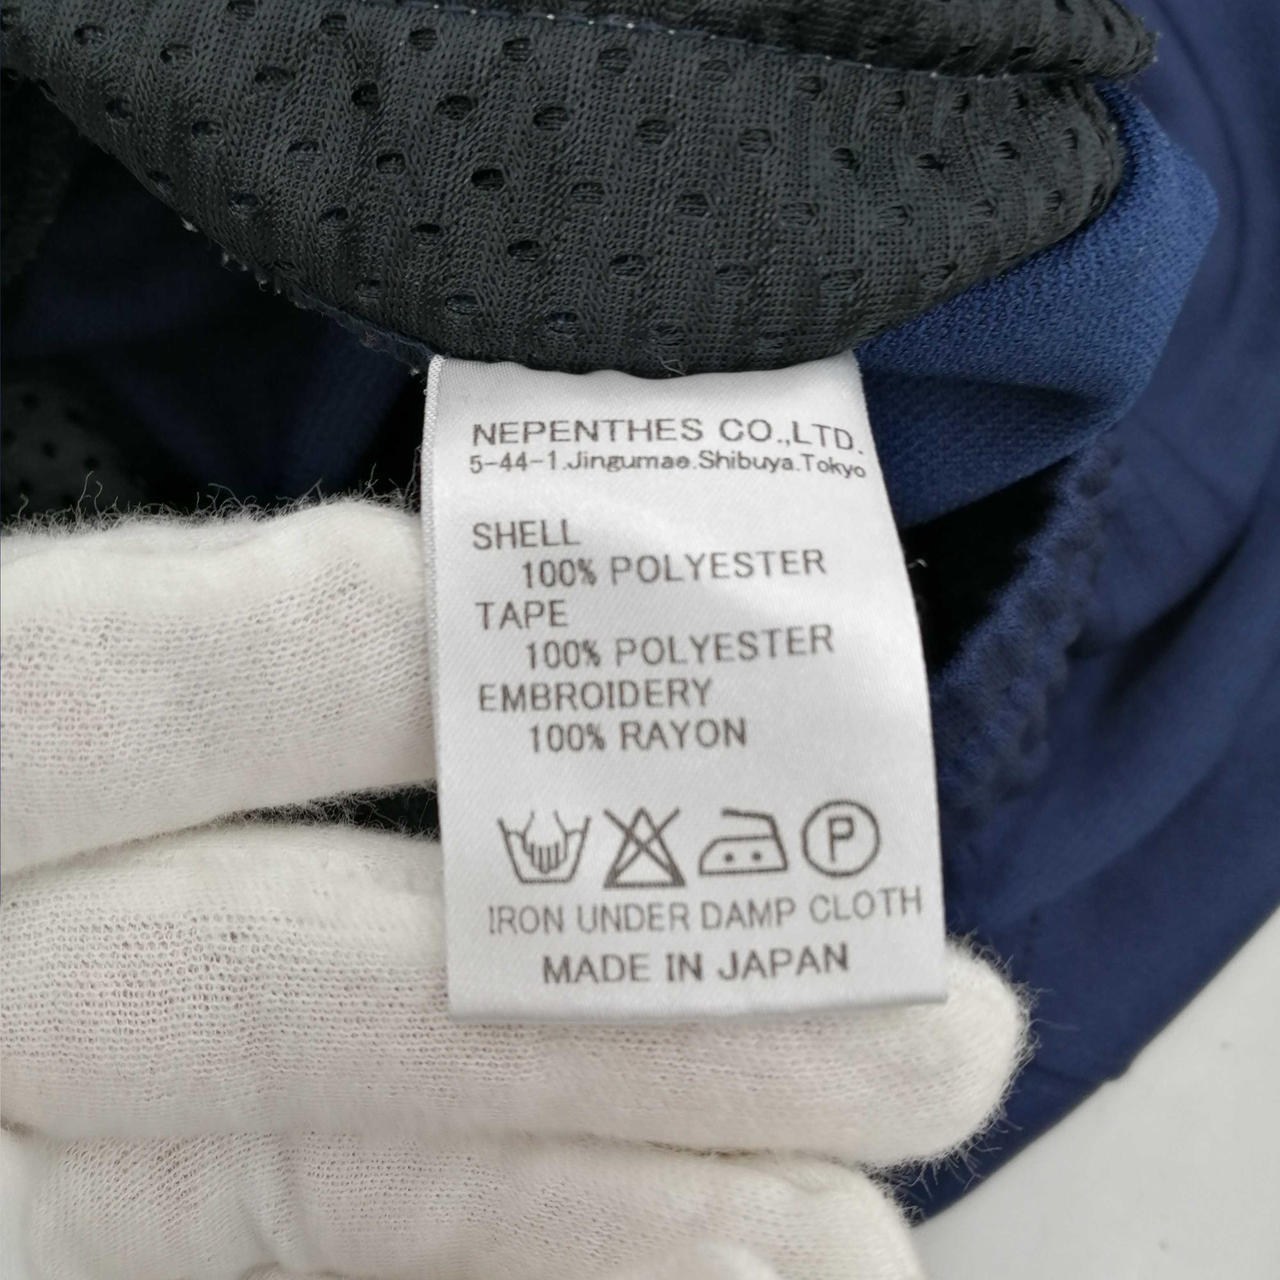 NEPENTHES CO.,LTD.
5-44-1.Jingumae.Shibuya.Tokyo
SHELL
100% POLYESTER
TAPE
100% POLYESTER
EMBROIDERY
100% RAYON
P
IRON UNDER DAMP CLOTH
MADE IN JAPAN